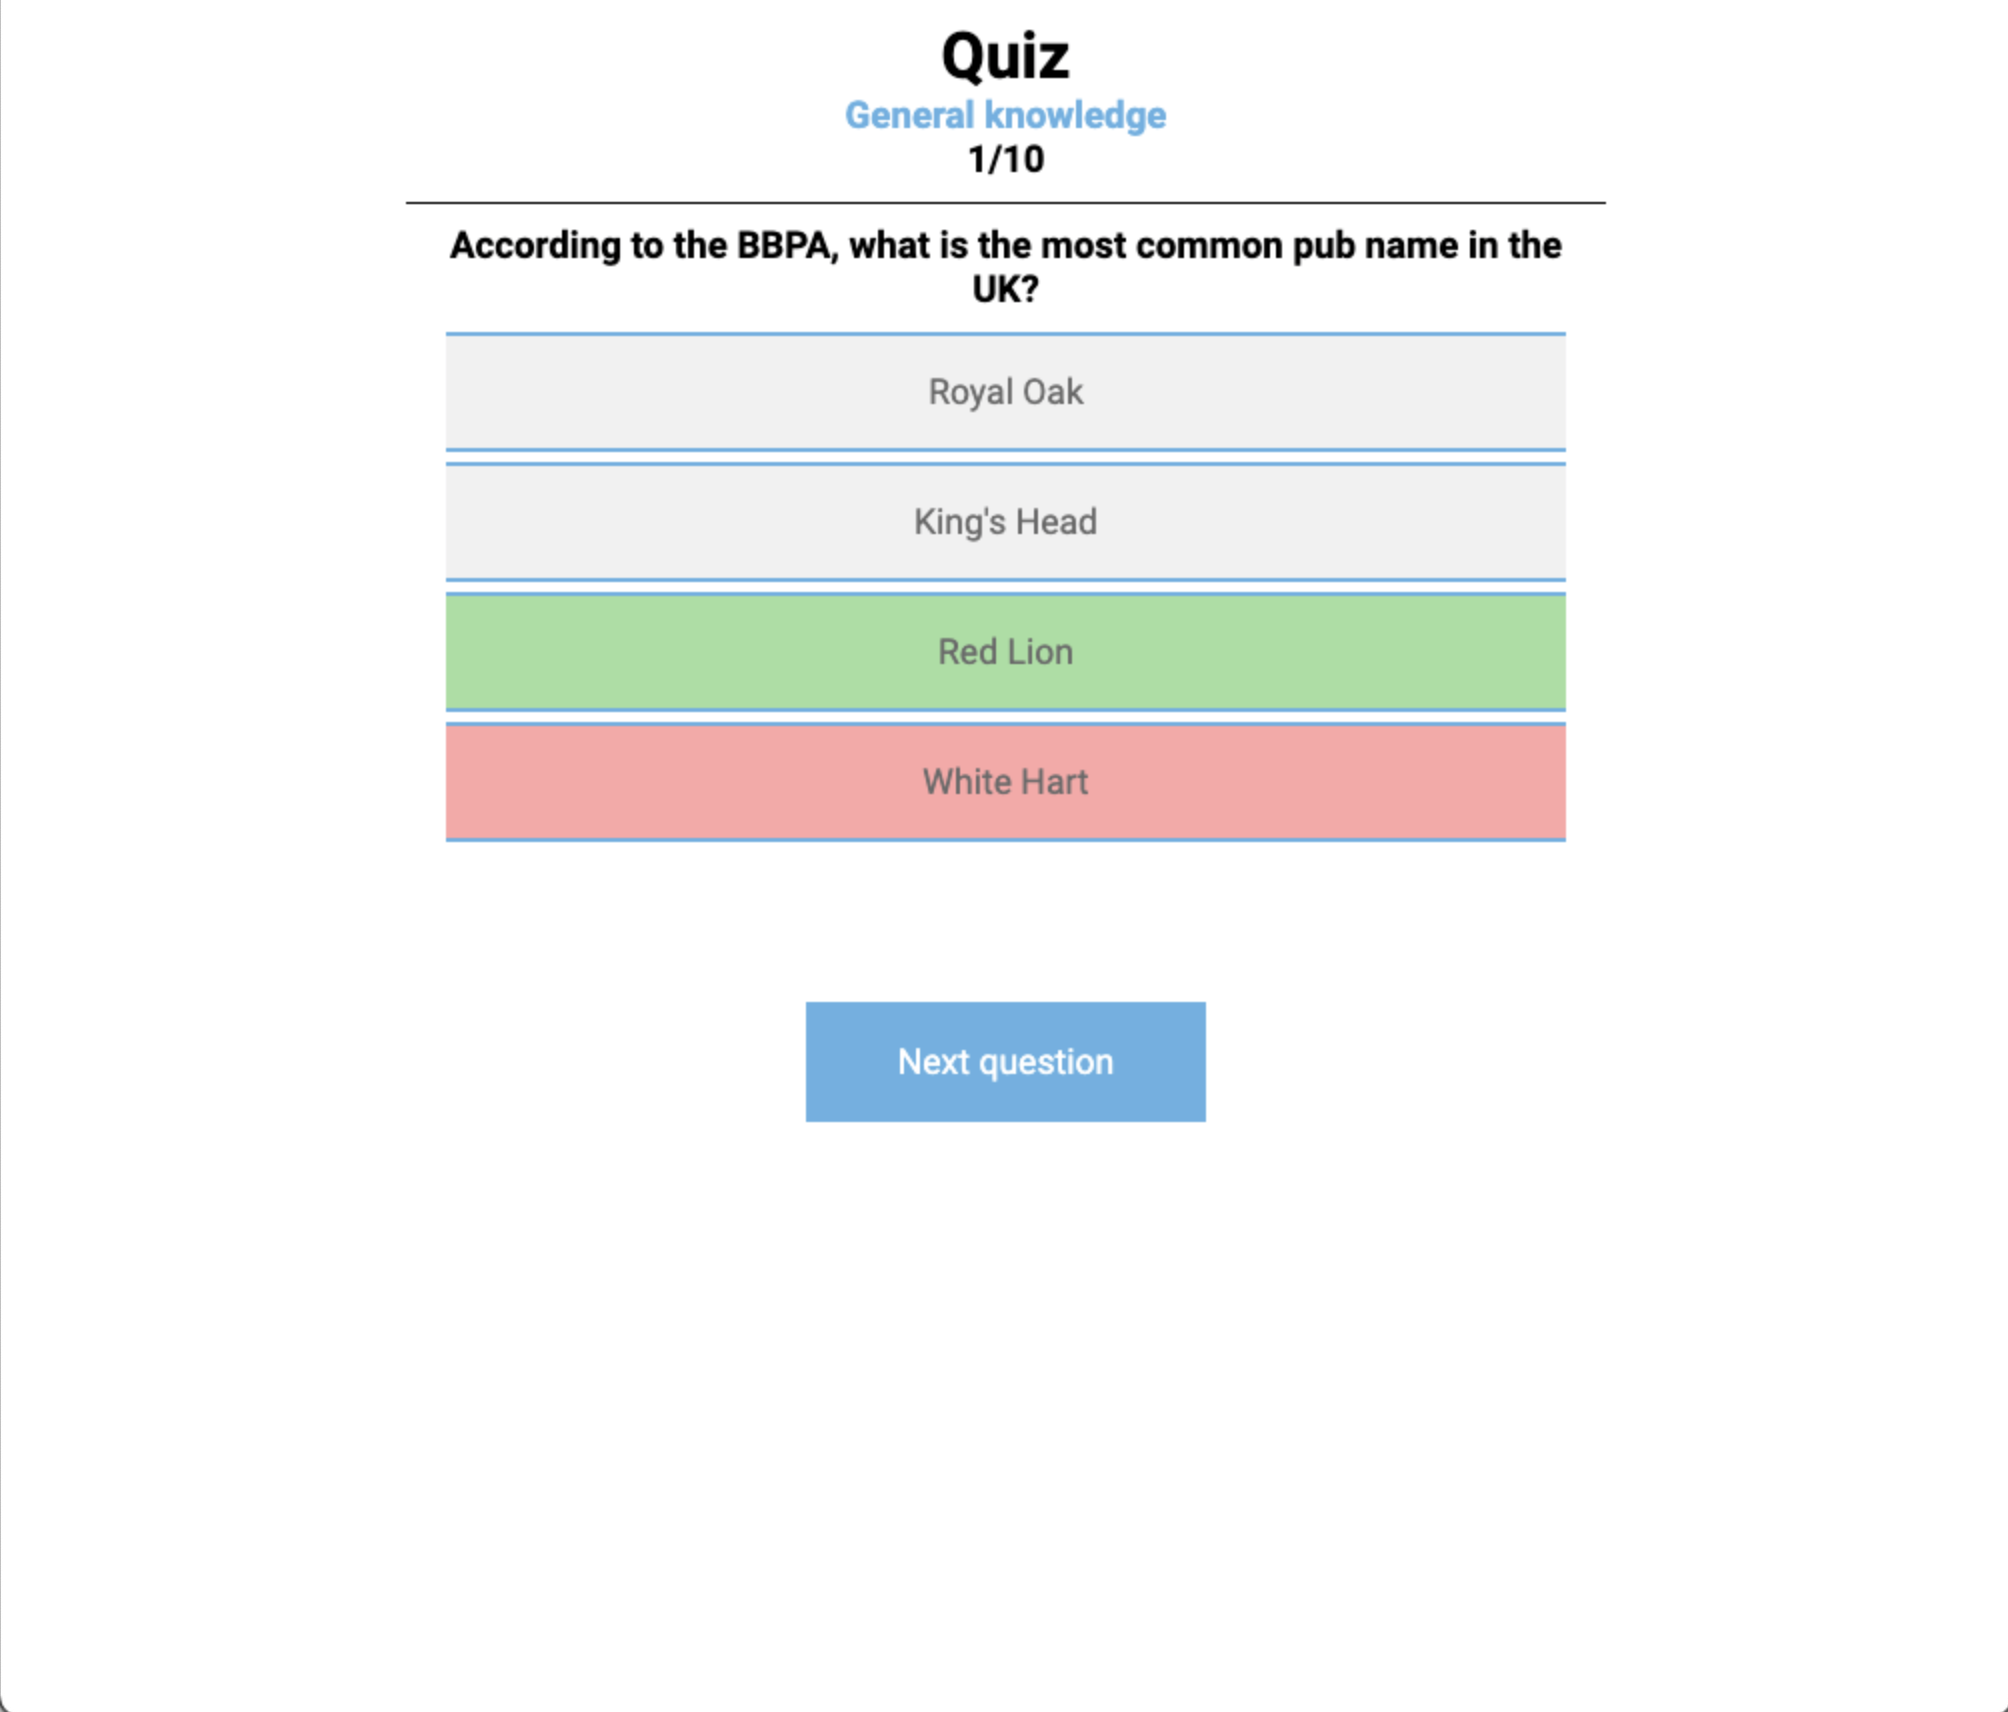 Quiz
General knowledge
1/10
According to the BBPA, what is the most common pub name in the
UK?
Royal Oak
King's Head
Red Lion
White Hart
Next question